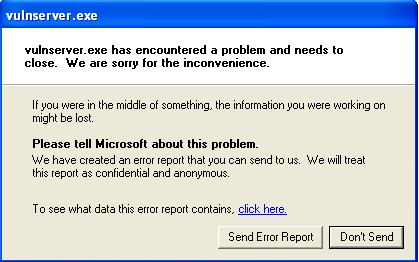 vulnserver.exe
vulnserver.exe has encountered a problem and needs to
close.  We are sorry for the inconvenience.
If you were in the middle of something, the information you were working on
might be lost.
Please tell Microsoft about this problem.
We have created an error report that you can send to us.  We will treat
this report as confidential and anonymous.
To see what data this error report contains, click here.
Send Error Report
Don't Send